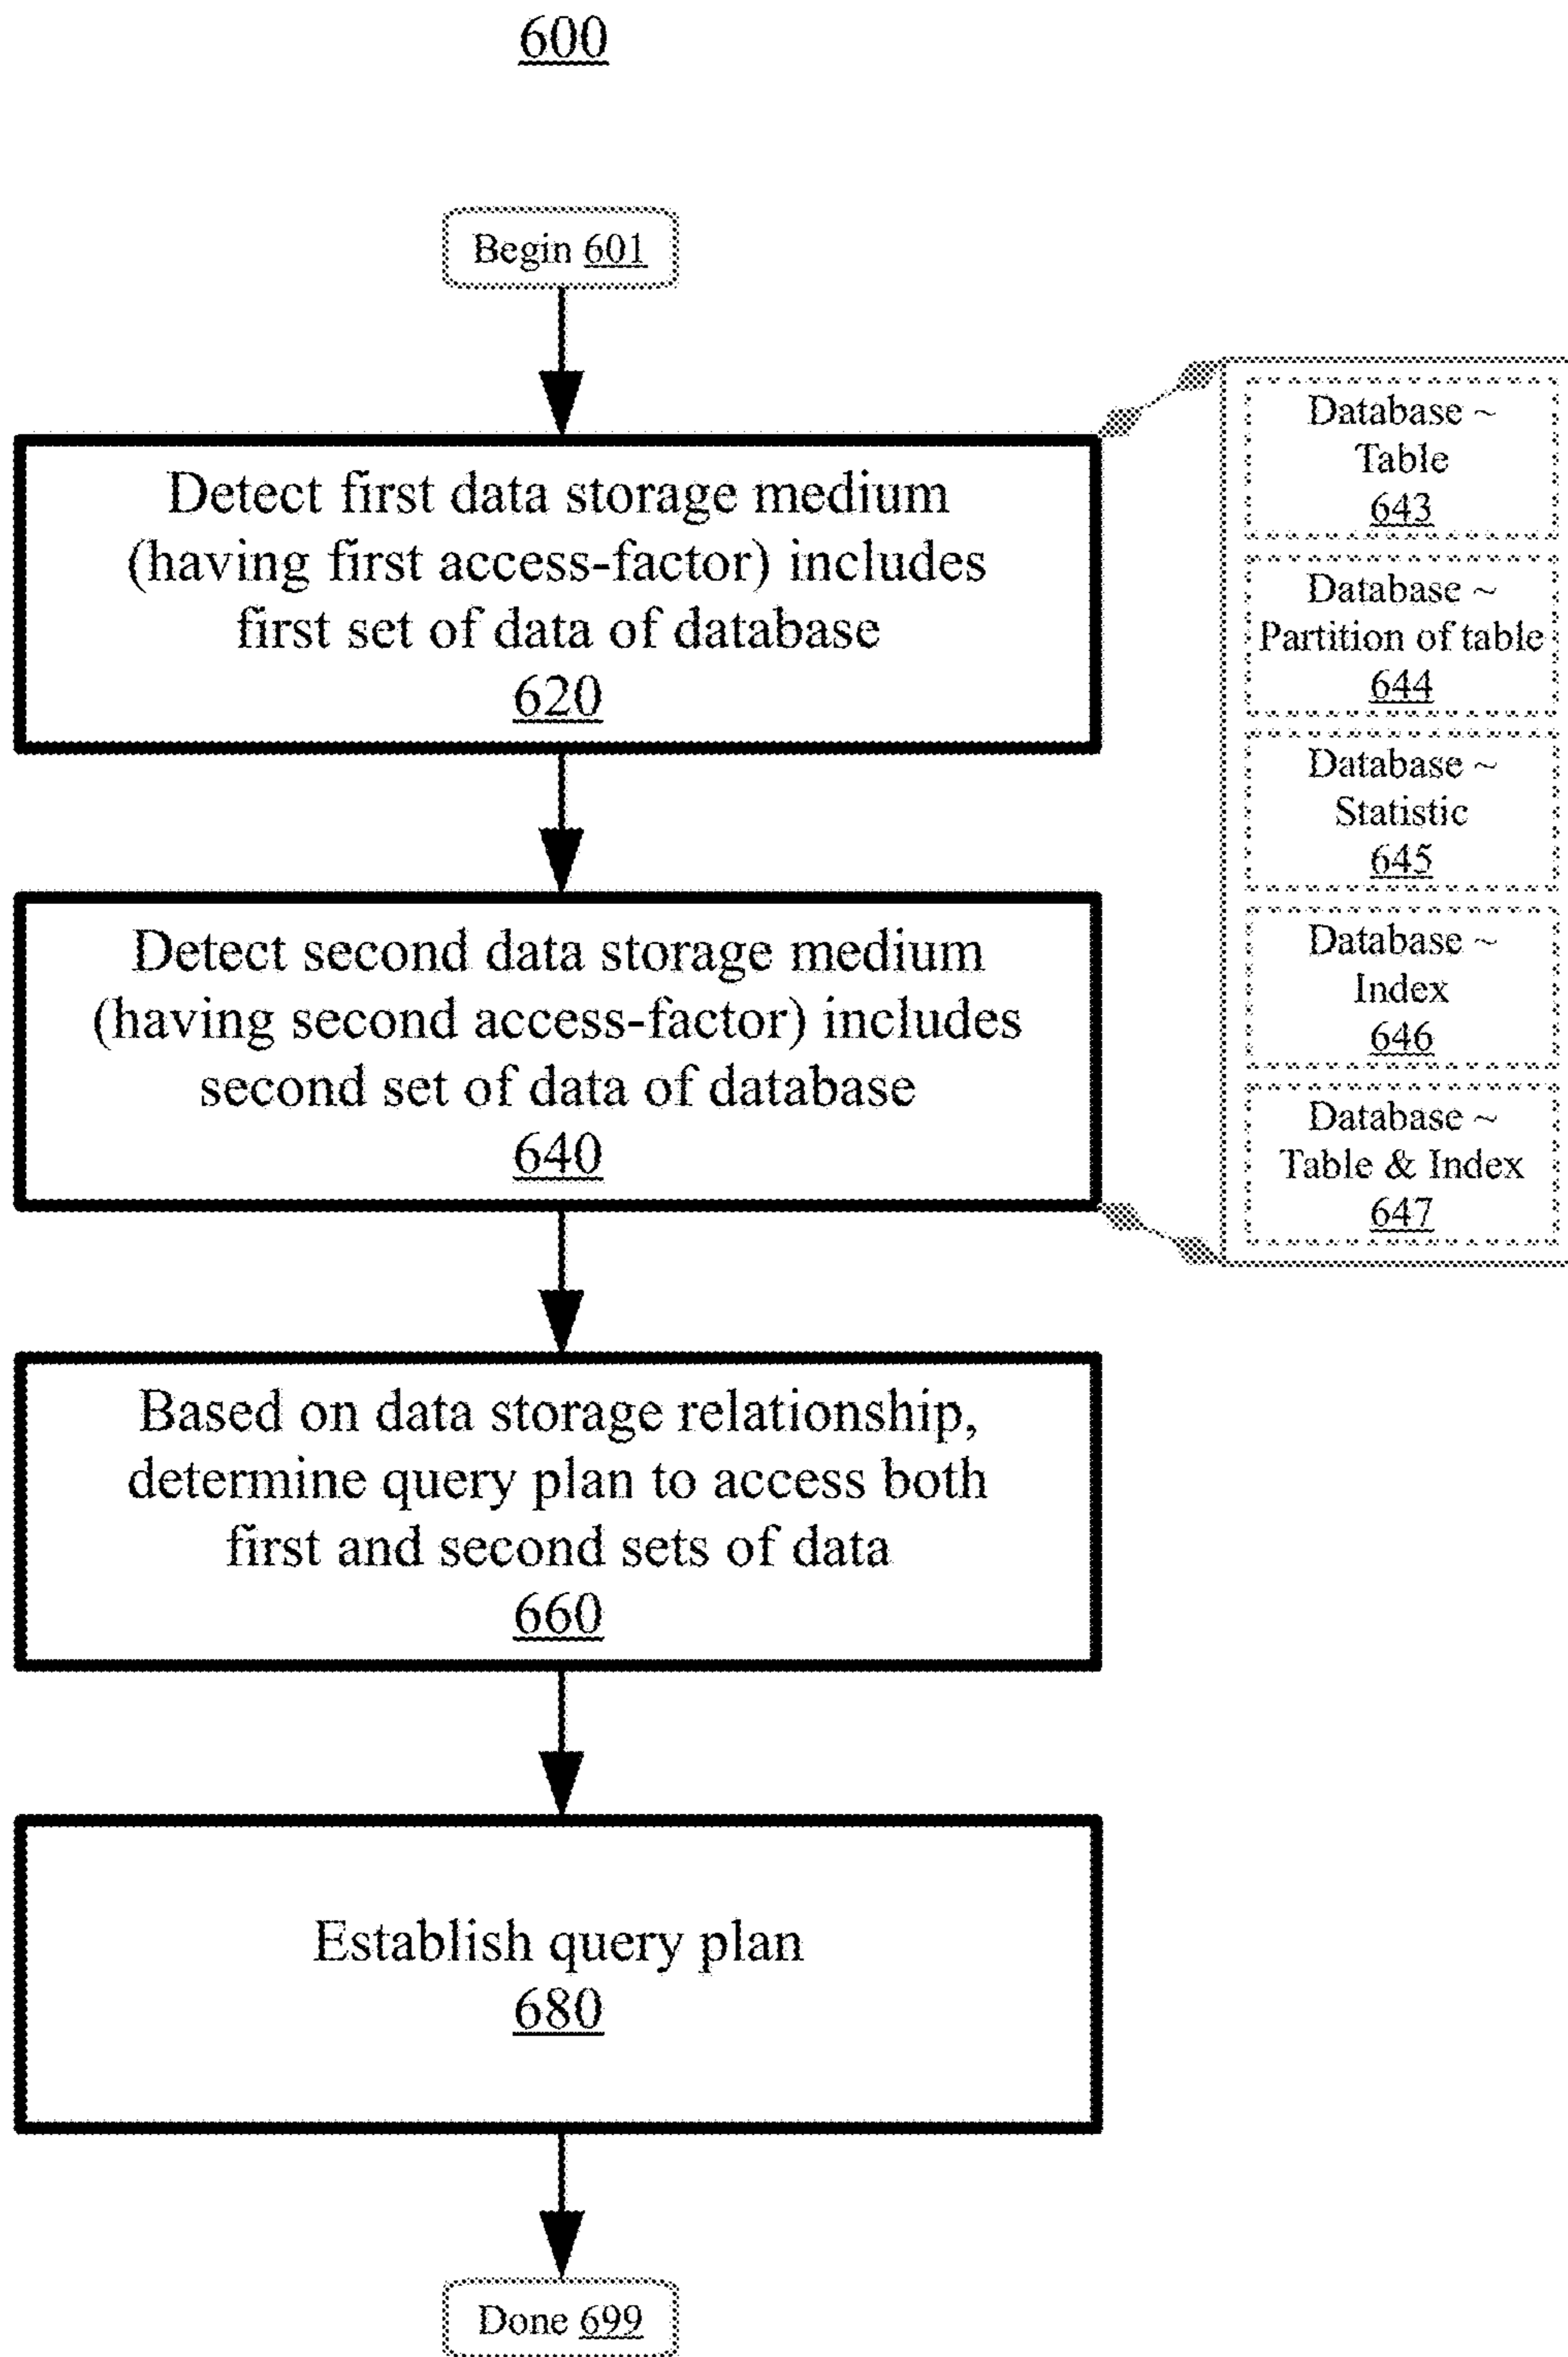 600
Begin 601
Detect first data storage medium
(having first access-factor) includes
first set of data of database
620
Detect second data storage medium
(having second access-factor) includes
second set of data of database
640
Based on data storage relationship,
determine query plan to access both
first and second sets of data
660
Establish query plan
680
Done 699
Database ~
Table
643
Database ~
Partition of table
644
Database ~
Statistic
645
Database ~
Index
646
Database ~
Table & Index
647